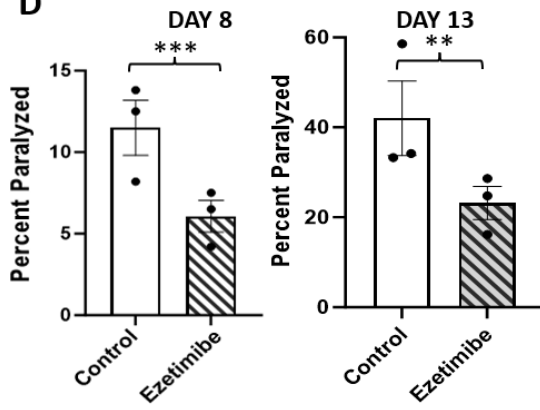 D
DAY 8
***
Percent Paralyzed
15
10
5
0
Control
Ezetimibe
DAY 13
**
Percent Paralyzed
60
40
20
0
Control
Ezetimibe